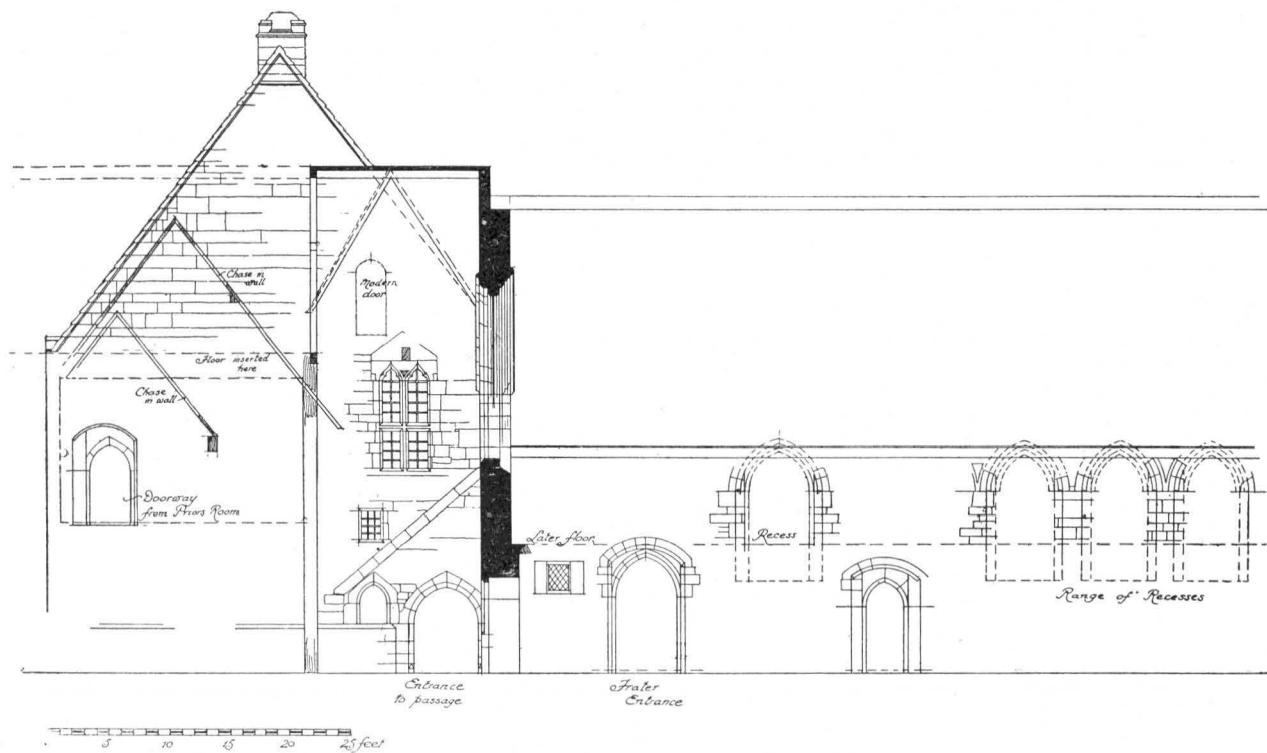 Chase in
wall
Modern
door
Floor inserted
here
Chase
in wall
Doorway
from Priors Room
Later floor
Recess
Range of Recesses
Entrance
to passage
Frater
Entrance
5 10 15 20 25 feet